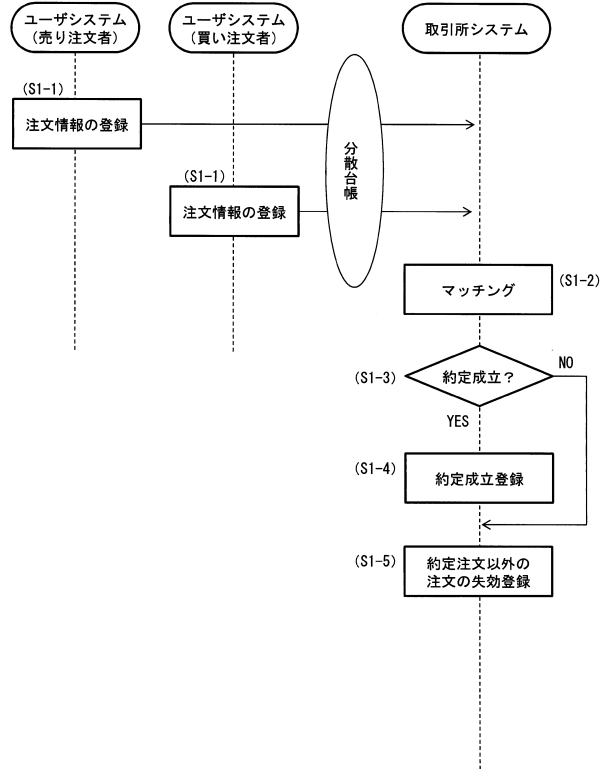 ユーザシステム
(売り注文者)
ユーザシステム
(買い注文者)
取引所システム
(S1-1)
注文情報の登録
分散台帳
(S1-1)
注文情報の登録
マッチング
(S1-2)
(S1-3)
約定成立？
NO
YES
(S1-4)
約定成立登録
(S1-5)
約定注文以外の
注文の失効登録